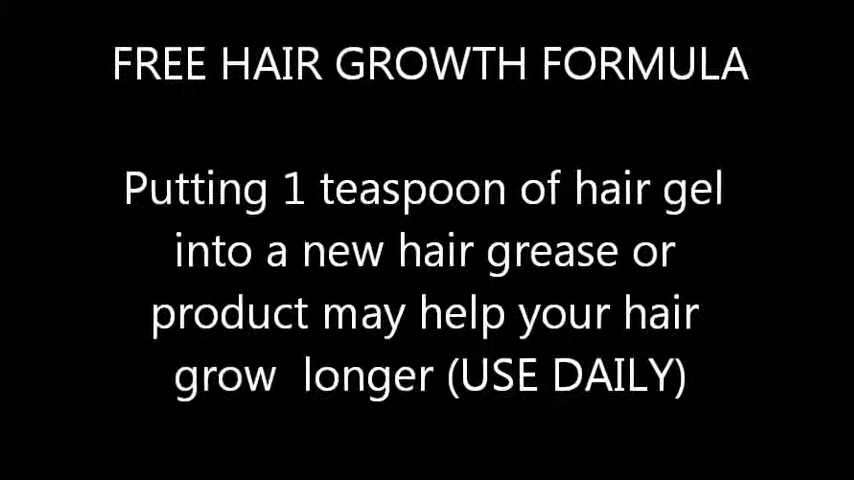 FREE HAIR GROWTH FORMULA
Putting 1 teaspoon of hair gel
into a new hair grease or
product may help your hair
grow  longer (USE DAILY)